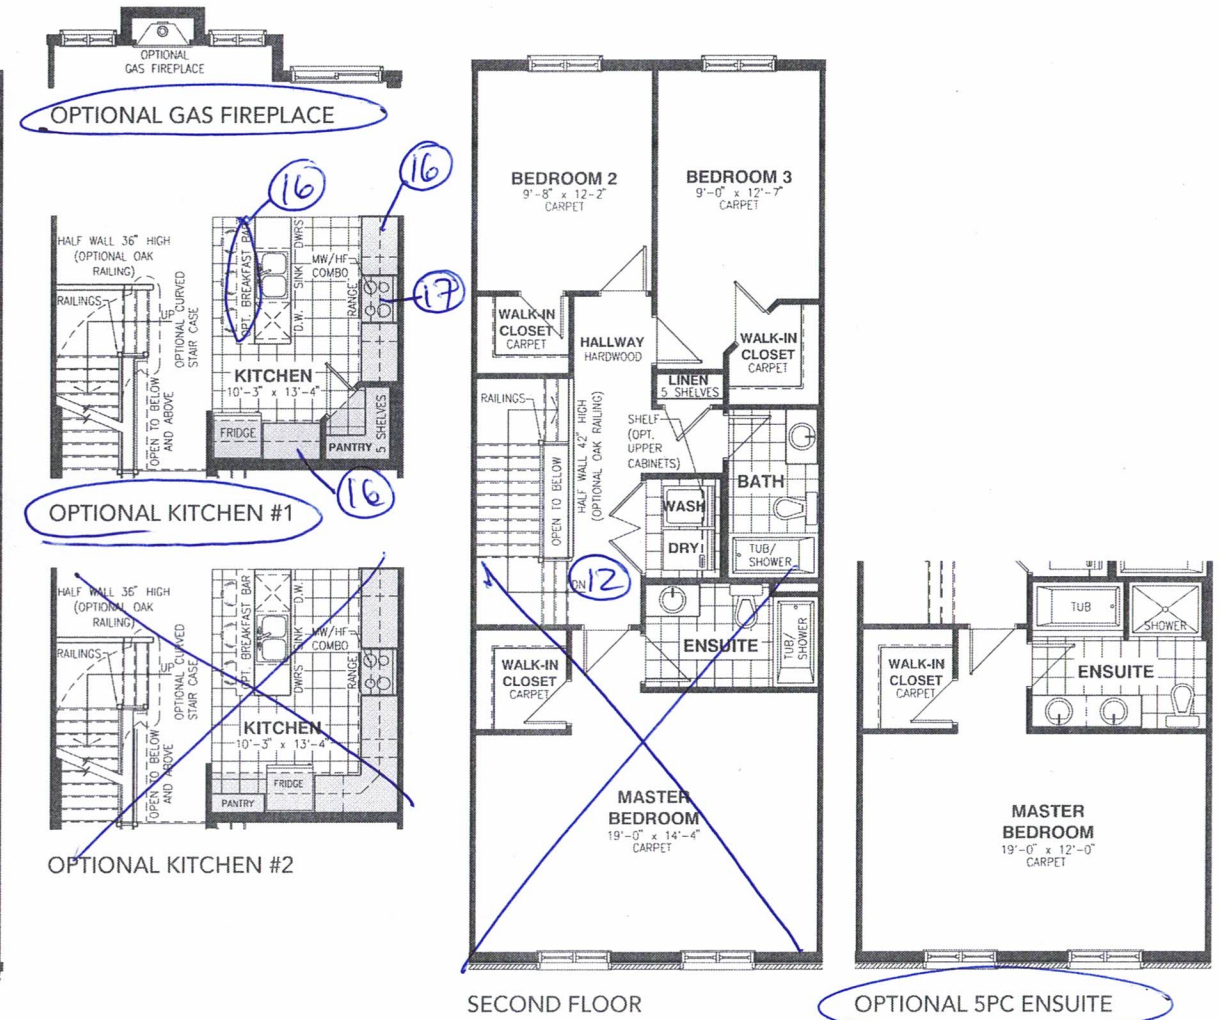 OPTIONAL
GAS FIREPLACE
OPTIONAL GAS FIREPLACE
16
16
17
HALF WALL 36" HIGH
(OPTIONAL OAK
RAILING)
RAILINGS
UP
OPTIONAL CURVED
STAIR CASE
OPEN TO BELOW
AND ABOVE
OPT. BREAKFAST BAR
DWRS
SINK
D.W.
MW/HF
COMBO
RANGE
KITCHEN
10'-3" x 13'-4"
FRIDGE
PANTRY
5 SHELVES
16
OPTIONAL KITCHEN #1
HALF WALL 36" HIGH
(OPTIONAL OAK
RAILING)
RAILINGS
UP
OPTIONAL CURVED
STAIR CASE
OPEN TO BELOW
AND ABOVE
OPT. BREAKFAST BAR
D.W.
SINK
DWRS
MW/HF
COMBO
RANGE
KITCHEN
10'-3" x 13'-4"
FRIDGE
PANTRY
OPTIONAL KITCHEN #2
BEDROOM 2
9'-8" x 12'-2"
CARPET
BEDROOM 3
9'-0" x 12'-7"
CARPET
WALK-IN
CLOSET
CARPET
HALLWAY
HARDWOOD
WALK-IN
CLOSET
CARPET
LINEN
5 SHELVES
RAILINGS
HALF WALL 42" HIGH
(OPTIONAL OAK RAILING)
OPEN TO BELOW
SHELF
(OPT.
UPPER
CABINETS)
BATH
WASH
DRY
TUB/
SHOWER
DN
12
ENSUITE
TUB/
SHOWER
WALK-IN
CLOSET
CARPET
MASTER
BEDROOM
19'-0" x 14'-4"
CARPET
SECOND FLOOR
TUB
SHOWER
ENSUITE
WALK-IN
CLOSET
CARPET
MASTER
BEDROOM
19'-0" x 12'-0"
CARPET
OPTIONAL 5PC ENSUITE